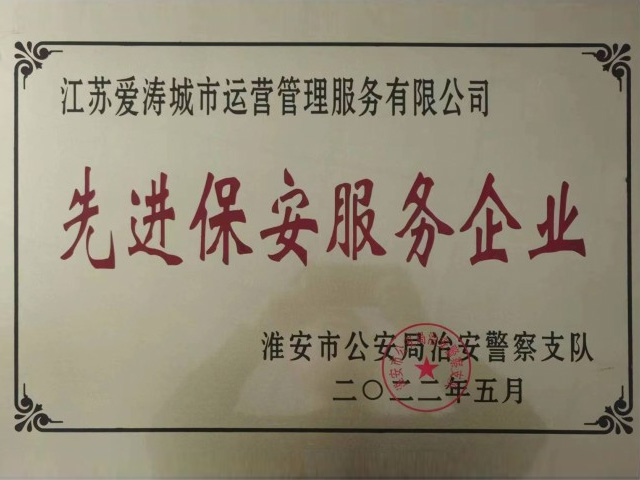 江苏爱涛城市运营管理服务有限公司
先进保安服务企业
淮安市公安局治安警察支队
二〇二二年五月